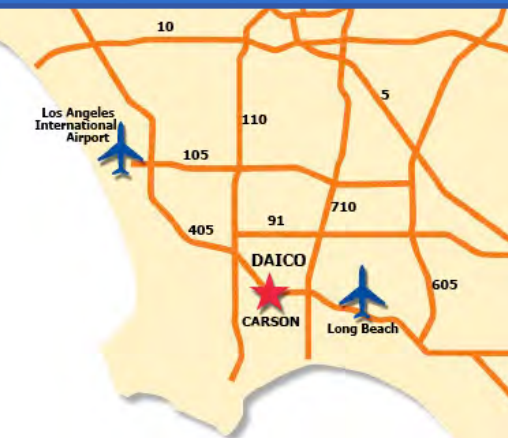 10
5
Los Angeles
International
Airport
110
105
710
91
405
DAICO
605
CARSON
Long Beach